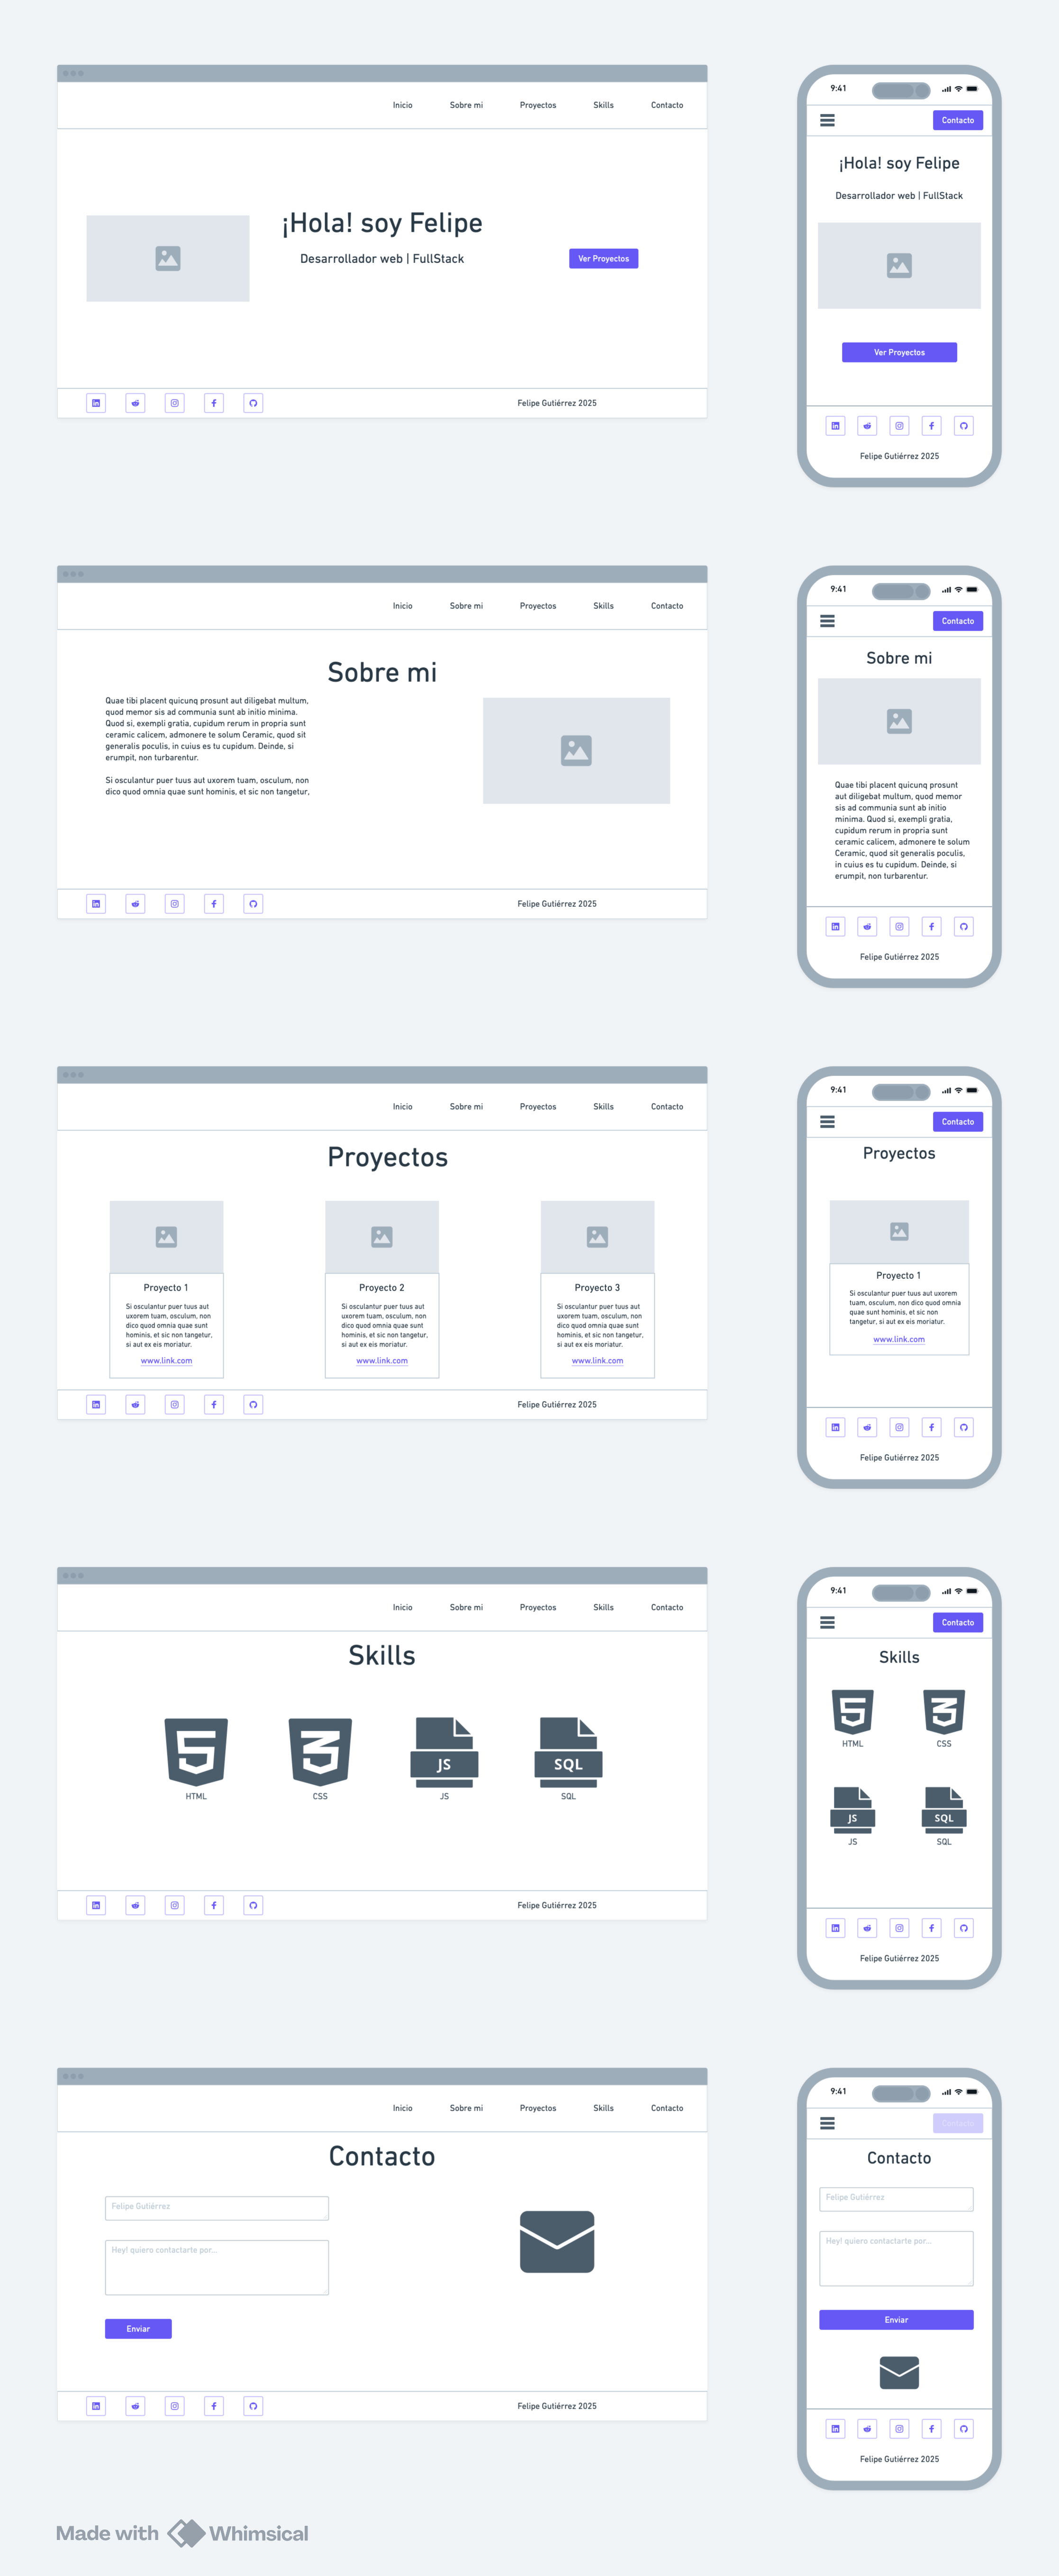 Inicio Sobre mi Proyectos Skills Contacto
¡Hola! soy Felipe
Desarrollador web | FullStack
Ver Proyectos
Felipe Gutiérrez 2025
9:41
Contacto
¡Hola! soy Felipe
Desarrollador web | FullStack
Ver Proyectos
Felipe Gutiérrez 2025
Inicio Sobre mi Proyectos Skills Contacto
Sobre mi
Quae tibi placent quicunq prosunt aut diligebat multum,
quod memor sis ad communia sunt ab initio minima.
Quod si, exempli gratia, cupidum rerum in propria sunt
ceramic calicem, admonere te solum Ceramic, quod sit
generalis poculis, in cuius es tu cupidum. Deinde, si
erumpit, non turbarentur.
Si osculantur puer tuus aut uxorem tuam, osculum, non
dico quod omnia quae sunt hominis, et sic non tangetur,
Felipe Gutiérrez 2025
9:41
Contacto
Sobre mi
Quae tibi placent quicunq prosunt
aut diligebat multum, quod memor
sis ad communia sunt ab initio
minima. Quod si, exempli gratia,
cupidum rerum in propria sunt
ceramic calicem, admonere te solum
Ceramic, quod sit generalis poculis,
in cuius es tu cupidum. Deinde, si
erumpit, non turbarentur.
Felipe Gutiérrez 2025
Inicio Sobre mi Proyectos Skills Contacto
Proyectos
Proyecto 1
Si osculantur puer tuus aut
uxorem tuam, osculum, non
dico quod omnia quae sunt
hominis, et sic non tangetur,
si aut ex eis moriatur.
www.link.com
Proyecto 2
Si osculantur puer tuus aut
uxorem tuam, osculum, non
dico quod omnia quae sunt
hominis, et sic non tangetur,
si aut ex eis moriatur.
www.link.com
Proyecto 3
Si osculantur puer tuus aut
uxorem tuam, osculum, non
dico quod omnia quae sunt
hominis, et sic non tangetur,
si aut ex eis moriatur.
www.link.com
Felipe Gutiérrez 2025
9:41
Contacto
Proyectos
Proyecto 1
Si osculantur puer tuus aut uxorem
tuam, osculum, non dico quod omnia
quae sunt hominis, et sic non
tangetur, si aut ex eis moriatur.
www.link.com
Felipe Gutiérrez 2025
Inicio Sobre mi Proyectos Skills Contacto
Skills
JS SQL
HTML CSS JS SQL
Felipe Gutiérrez 2025
9:41
Contacto
Skills
HTML CSS
JS SQL
JS SQL
Felipe Gutiérrez 2025
Inicio Sobre mi Proyectos Skills Contacto
Contacto
Felipe Gutiérrez
Hey! quiero contactarte por...
Enviar
Felipe Gutiérrez 2025
9:41
Contacto
Contacto
Felipe Gutiérrez
Hey! quiero contactarte por...
Enviar
Felipe Gutiérrez 2025
Made with Whimsical